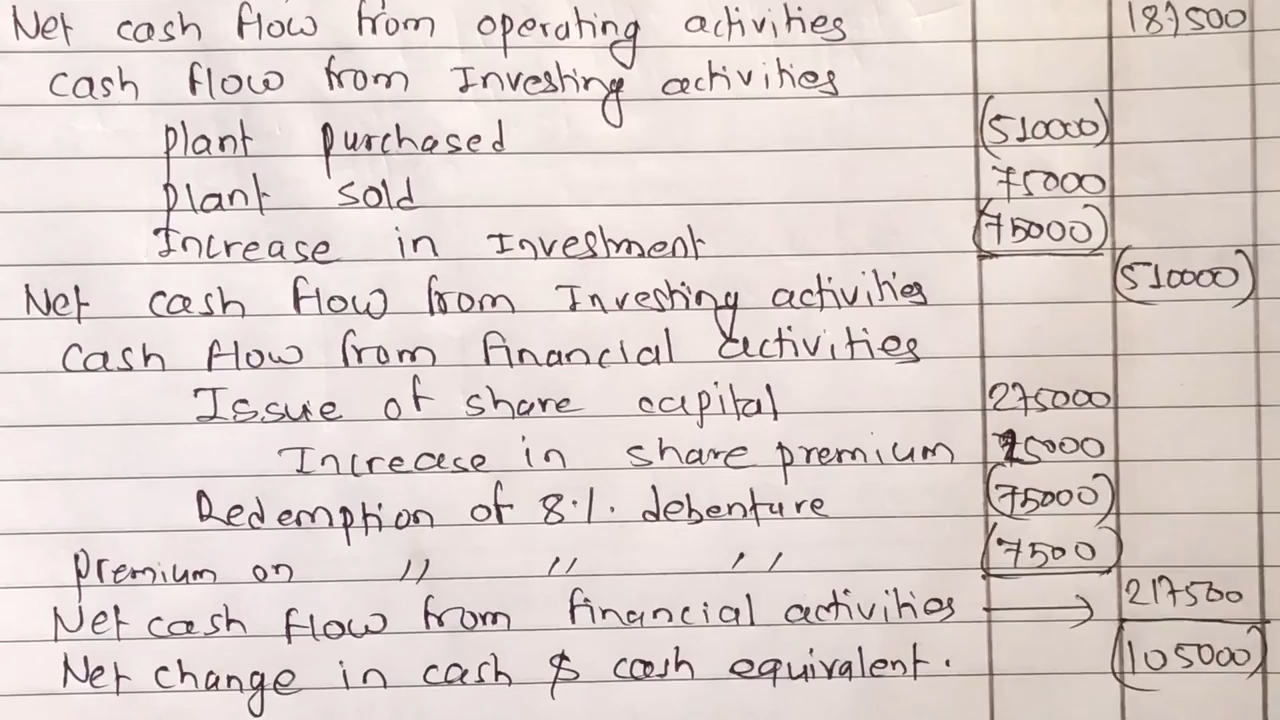 Net cash flow from operating activities 187500
cash flow from Investing activities
plant purchased (510000)
plant sold 75000
Increase in Investment (75000)
Net cash flow from Investing activities (510000)
Cash flow from financial activities
Issue of share capital 275000
Increase in share premium 25000
Redemption of 8%. debenture (75000)
premium on " " " (7500)
Net cash flow from financial activities → 217500
Net change in cash & cash equivalent. (105000)